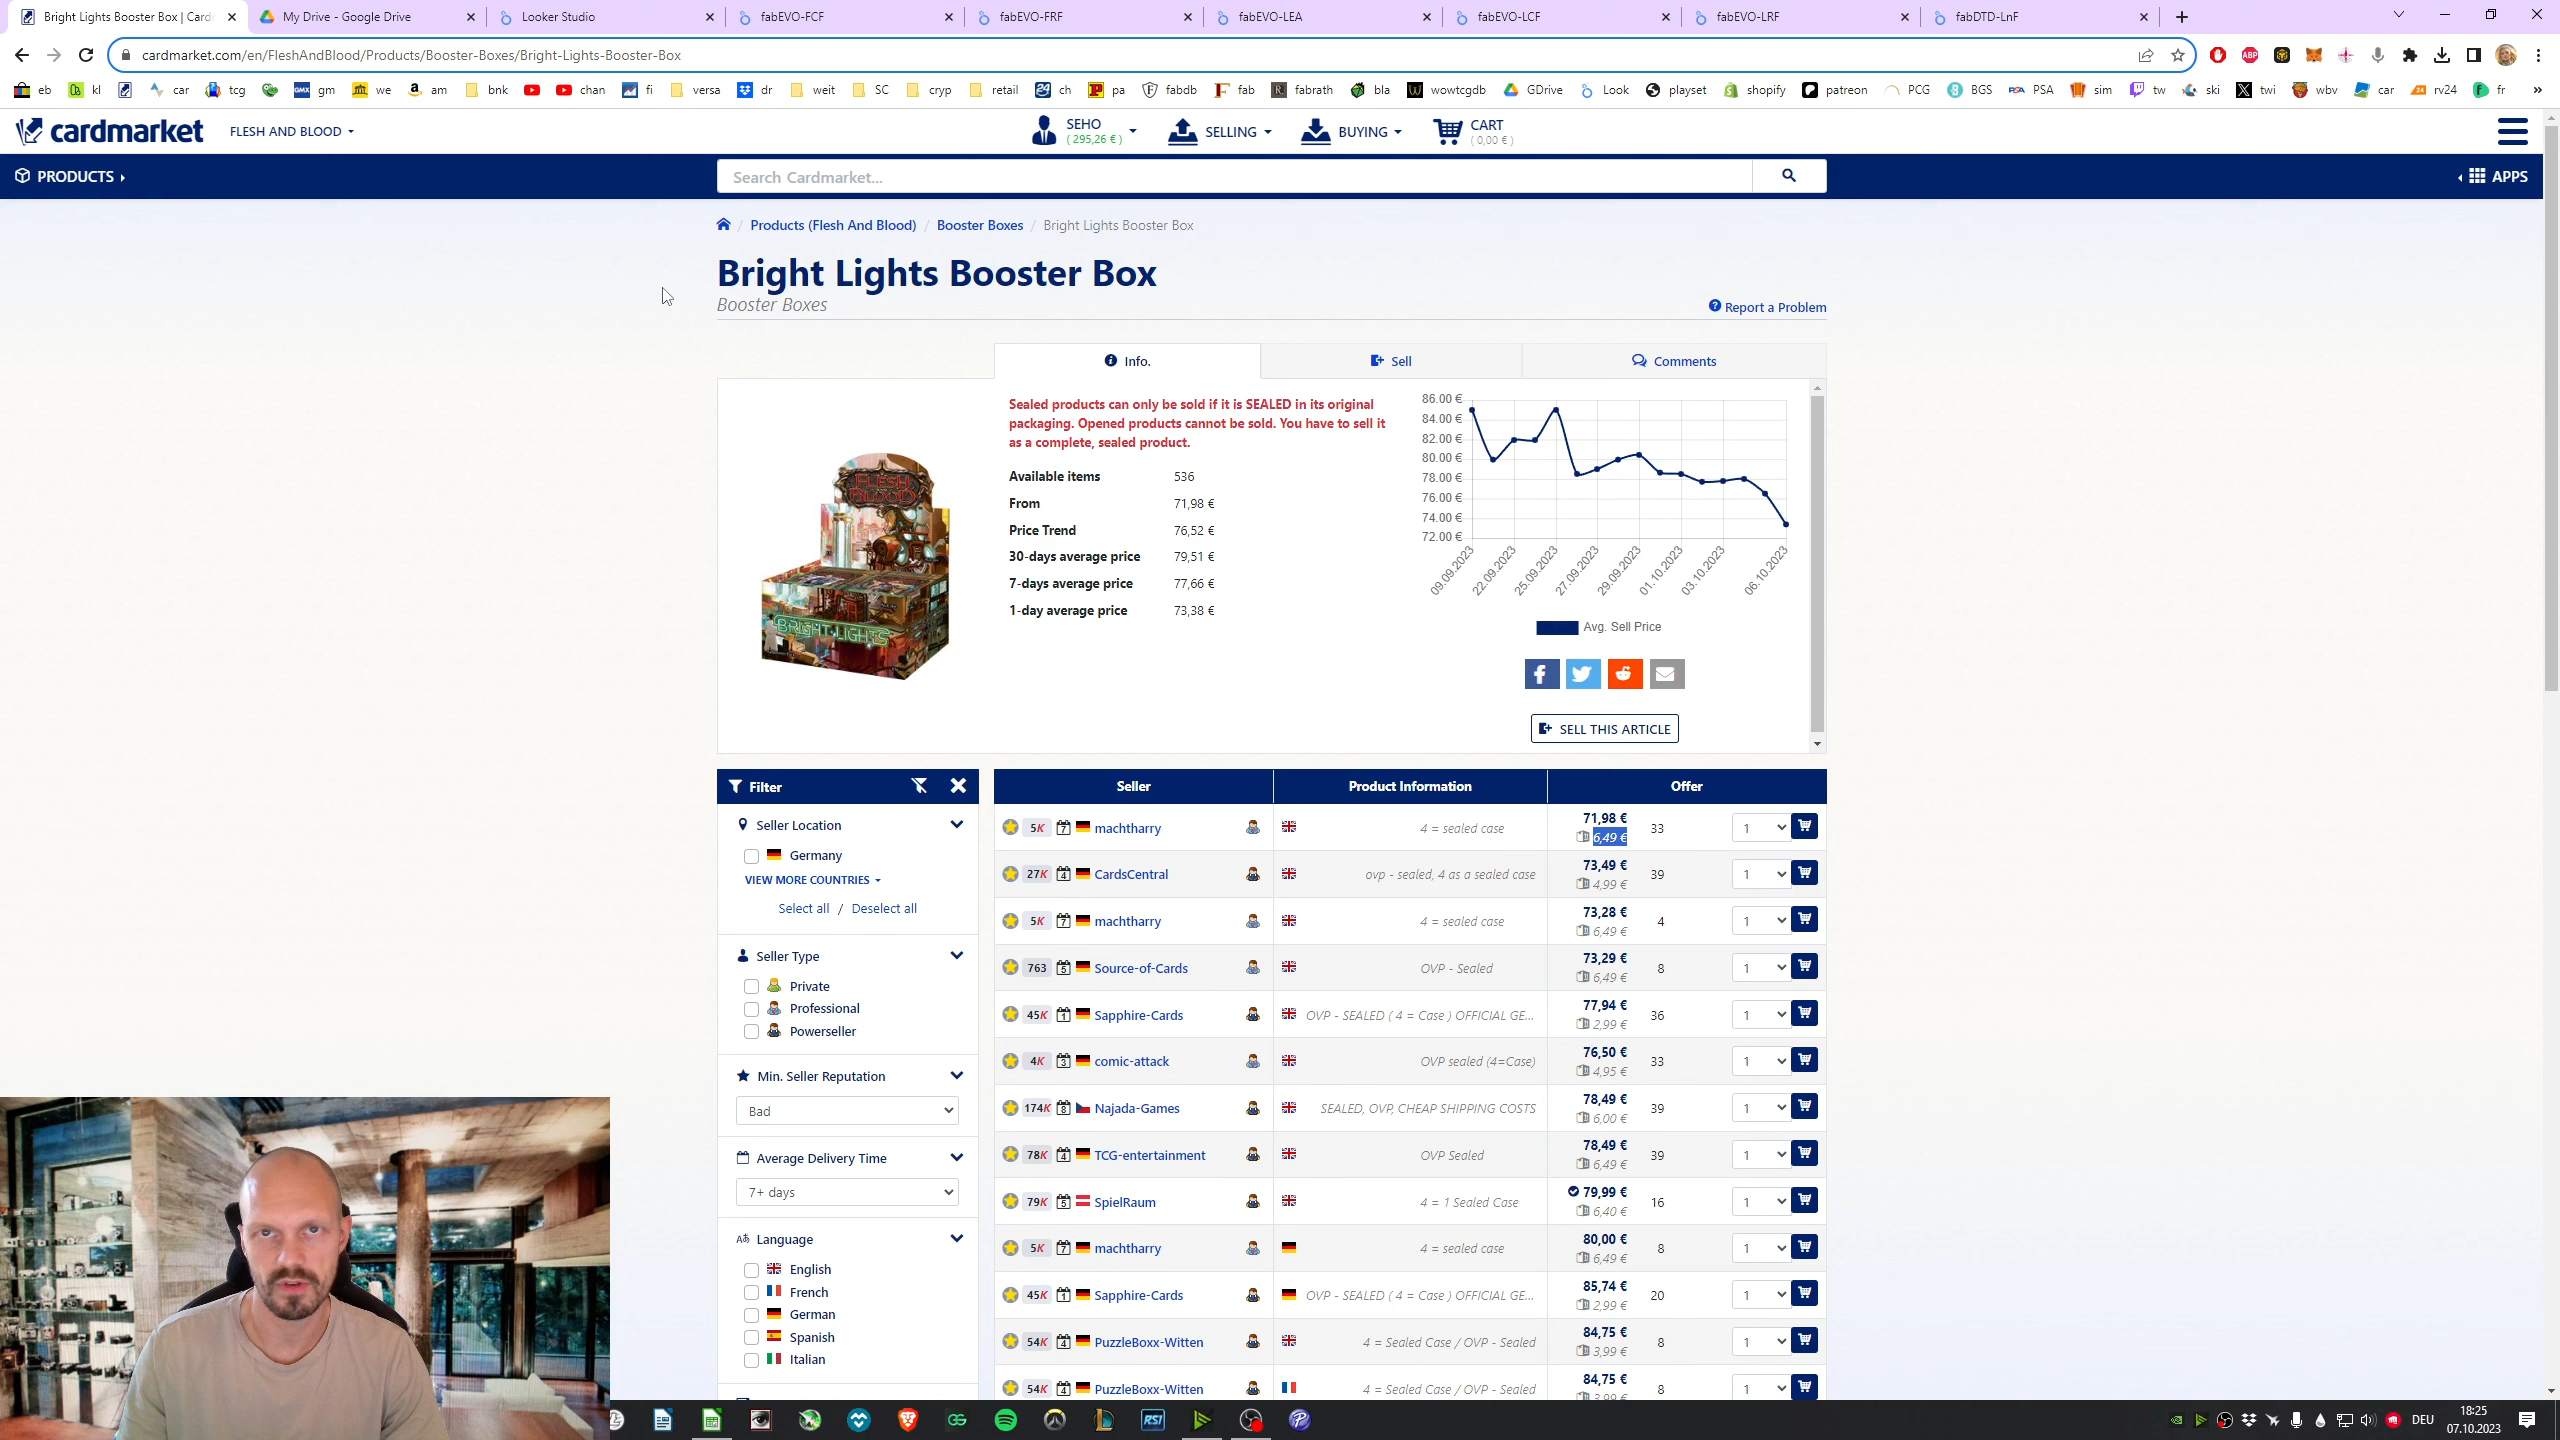 Bright Lights Booster Box | Card
My Drive - Google Drive
Looker Studio
fabEVO-FCF
fabEVO-FRF
fabEVO-LEA
fabEVO-LCF
fabEVO-LRF
fabDTD-LnF
cardmarket.com/en/FleshAndBlood/Products/Booster-Boxes/Bright-Lights-Booster-Box
eb
kl
car
tcg
gm
we
am
bnk
chan
fi
versa
dr
weit
SC
cryp
retail
ch
pa
fabdb
fab
fabrath
bla
wowtcgdb
GDrive
Look
playset
shopify
patreon
PCG
BGS
PSA
sim
tw
ski
twi
wbv
car
rv24
fr
cardmarket
FLESH AND BLOOD
SEHO
( 295,26 € )
SELLING
BUYING
CART
( 0,00 € )
PRODUCTS
Search Cardmarket...
APPS
/ Products (Flesh And Blood) / Booster Boxes / Bright Lights Booster Box
Bright Lights Booster Box
Booster Boxes
Report a Problem
Info.
Sell
Comments
FLESH AND BLOOD
BRIGHT LIGHTS
Sealed products can only be sold if it is SEALED in its original
packaging. Opened products cannot be sold. You have to sell it
as a complete, sealed product.
Available items 536
From 71,98 €
Price Trend 76,52 €
30-days average price 79,51 €
7-days average price 77,66 €
1-day average price 73,38 €
86.00 €
84.00 €
82.00 €
80.00 €
78.00 €
76.00 €
74.00 €
72.00 €
09.09.2023
22.09.2023
25.09.2023
27.09.2023
29.09.2023
01.10.2023
03.10.2023
06.10.2023
Avg. Sell Price
SELL THIS ARTICLE
Filter
Seller Location
Germany
VIEW MORE COUNTRIES
Select all / Deselect all
Seller Type
Private
Professional
Powerseller
Min. Seller Reputation
Bad
Average Delivery Time
7+ days
Language
English
French
German
Spanish
Italian
Seller Product Information Offer
5K 7 machtharry 4 = sealed case 71,98 € 33 1
6,49 €
27K 4 CardsCentral ovp - sealed, 4 as a sealed case 73,49 € 39 1
4,99 €
5K 7 machtharry 4 = sealed case 73,28 € 4 1
6,49 €
763 5 Source-of-Cards OVP - Sealed 73,29 € 8 1
6,49 €
45K 1 Sapphire-Cards OVP - SEALED ( 4 = Case ) OFFICIAL GE... 77,94 € 36 1
2,99 €
4K 3 comic-attack OVP sealed (4=Case) 76,50 € 33 1
4,95 €
174K 8 Najada-Games SEALED, OVP, CHEAP SHIPPING COSTS 78,49 € 39 1
6,00 €
78K 4 TCG-entertainment OVP Sealed 78,49 € 39 1
6,49 €
79K 5 SpielRaum 4 = 1 Sealed Case 79,99 € 16 1
6,40 €
5K 7 machtharry 4 = sealed case 80,00 € 8 1
6,49 €
45K 1 Sapphire-Cards OVP - SEALED ( 4 = Case ) OFFICIAL GE... 85,74 € 20 1
2,99 €
54K 4 PuzzleBoxx-Witten 4 = Sealed Case / OVP - Sealed 84,75 € 8 1
3,99 €
54K 4 PuzzleBoxx-Witten 4 = Sealed Case / OVP - Sealed 84,75 € 8 1
3,99 €
RSI
DEU
18:25
07.10.2023